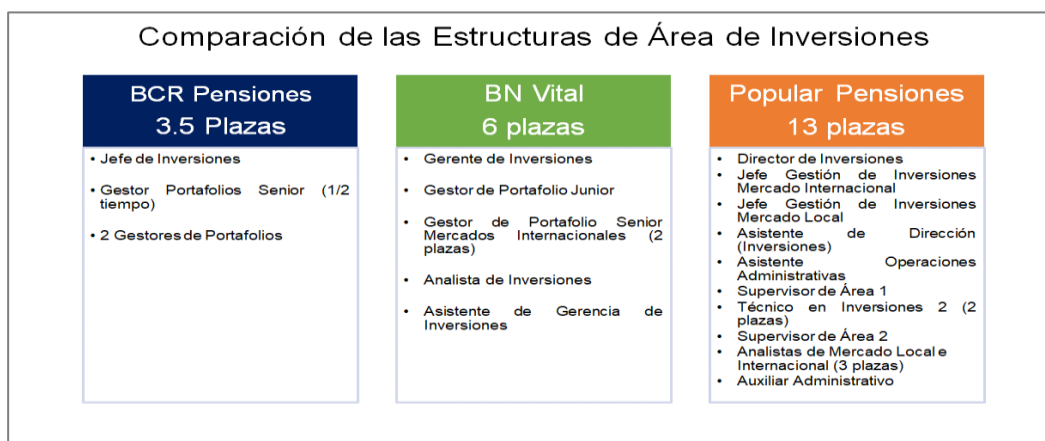 Comparación de las Estructuras de Área de Inversiones
BCR Pensiones
3.5 Plazas
• Jefe de Inversiones
• Gestor Portafolios Senior (1/2
tiempo)
• 2 Gestores de Portafolios
BN Vital
6 plazas
• Gerente de Inversiones
• Gestor de Portafolio Junior
• Gestor de Portafolio Senior
Mercados Internacionales (2
plazas)
• Analista de Inversiones
• Asistente de Gerencia de
Inversiones
Popular Pensiones
13 plazas
• Director de Inversiones
• Jefe Gestión de Inversiones
Mercado Internacional
• Jefe Gestión de Inversiones
Mercado Local
• Asistente de Dirección
(Inversiones)
• Asistente Operaciones
Administrativas
• Supervisor de Área 1
• Técnico en Inversiones 2 (2
plazas)
• Supervisor de Área 2
• Analistas de Mercado Local e
Internacional (3 plazas)
• Auxiliar Administrativo